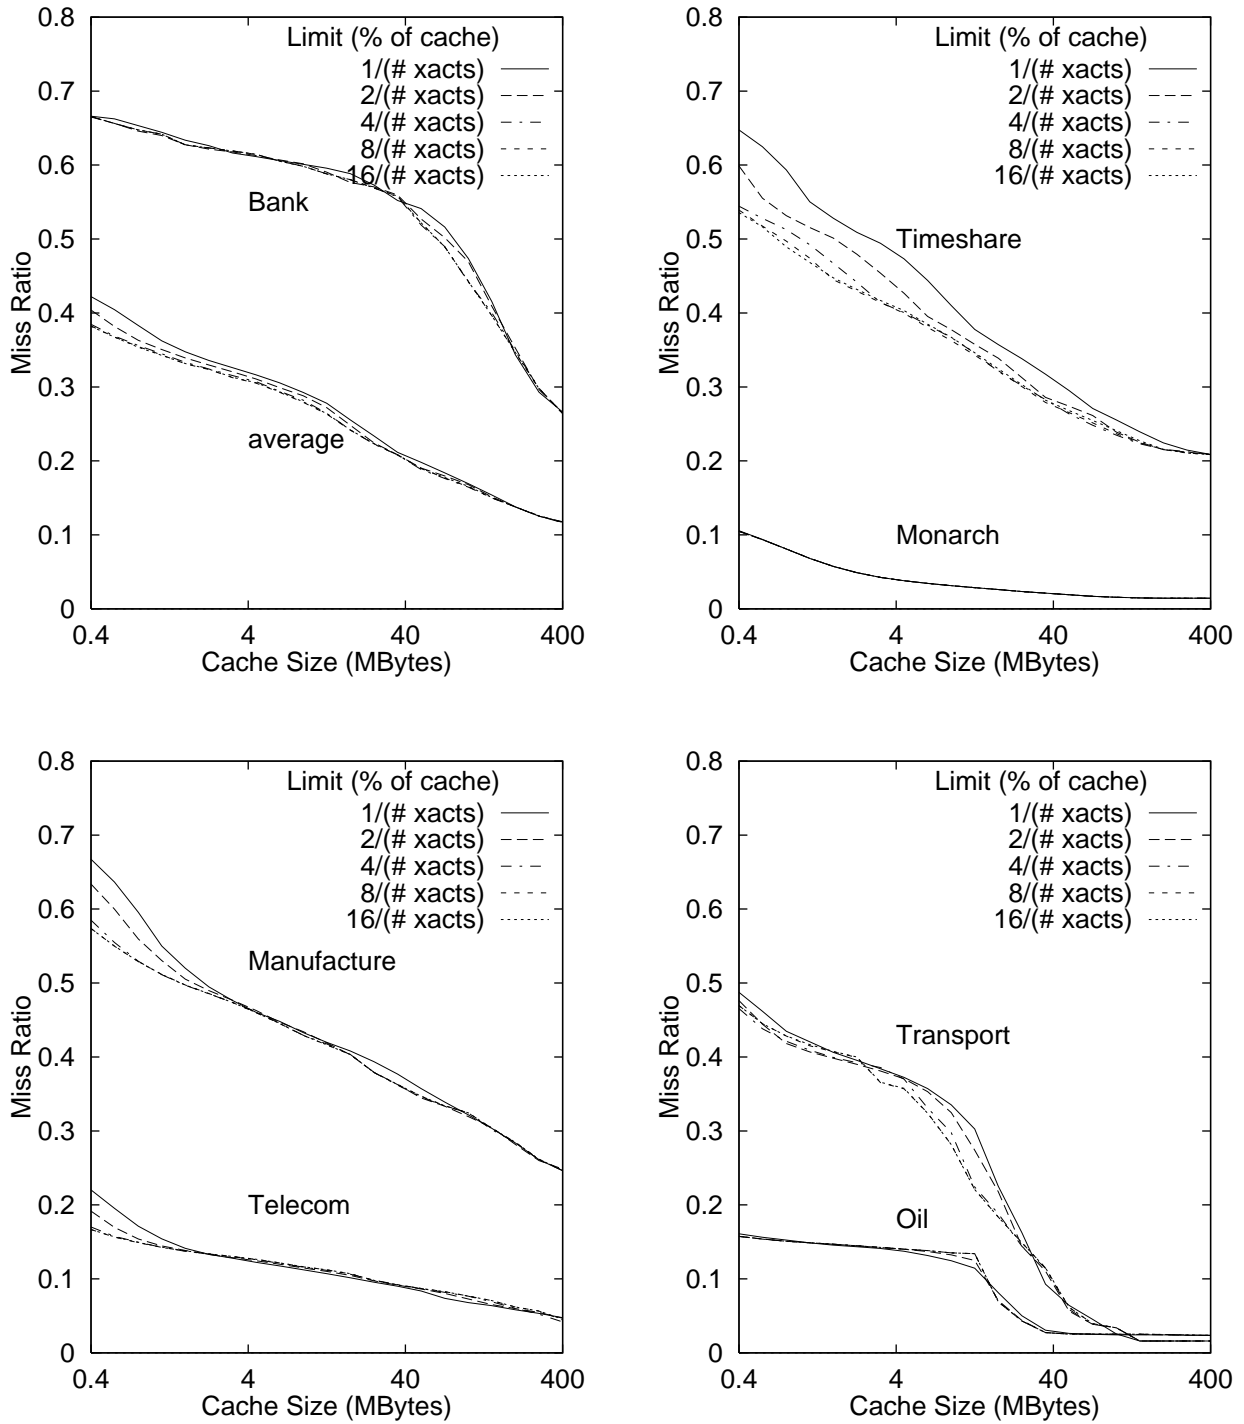 0.8
0.7
0.6
0.5
0.4
0.3
0.2
0.1
0
Miss Ratio
Limit (% of cache)
1/(# xacts)
2/(# xacts)
4/(# xacts)
8/(# xacts)
16/(# xacts)
Bank
average
0.4 4 40 400
Cache Size (MBytes)
0.8
0.7
0.6
0.5
0.4
0.3
0.2
0.1
0
Miss Ratio
Limit (% of cache)
1/(# xacts)
2/(# xacts)
4/(# xacts)
8/(# xacts)
16/(# xacts)
Timeshare
Monarch
0.4 4 40 400
Cache Size (MBytes)
0.8
0.7
0.6
0.5
0.4
0.3
0.2
0.1
0
Miss Ratio
Limit (% of cache)
1/(# xacts)
2/(# xacts)
4/(# xacts)
8/(# xacts)
16/(# xacts)
Manufacture
Telecom
0.4 4 40 400
Cache Size (MBytes)
0.8
0.7
0.6
0.5
0.4
0.3
0.2
0.1
0
Miss Ratio
Limit (% of cache)
1/(# xacts)
2/(# xacts)
4/(# xacts)
8/(# xacts)
16/(# xacts)
Transport
Oil
0.4 4 40 400
Cache Size (MBytes)